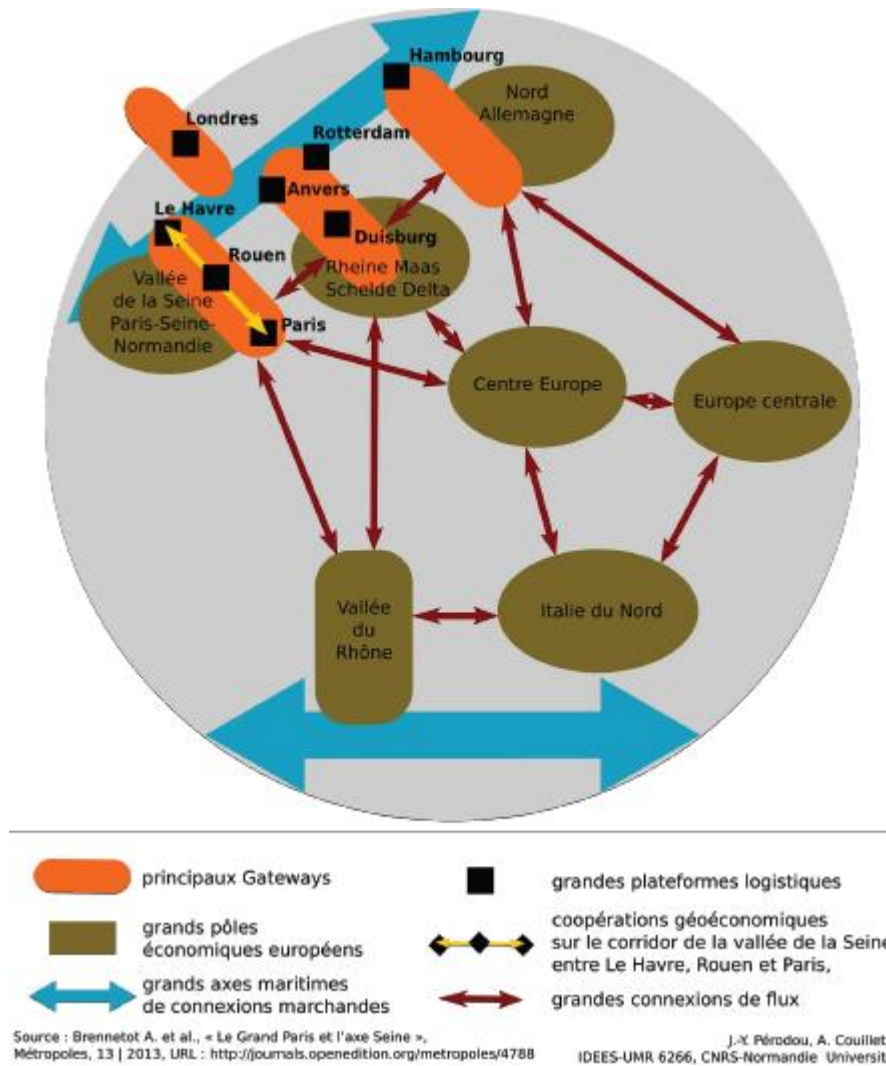 Hambourg
Nord
Allemagne
Londres
Rotterdam
Anvers
Le Havre
Duisburg
Rouen
Rheine Maas
Schelde Delta
Vallée
de la Seine
Paris-Seine-
Normandie
Paris
Centre Europe
Europe centrale
Vallée
du
Rhône
Italie du Nord
principaux Gateways
grandes plateformes logistiques
grands pôles
économiques européens
coopérations géoéconomiques
sur le corridor de la vallée de la Seine
entre Le Havre, Rouen et Paris,
grands axes maritimes
de connexions marchandes
grandes connexions de flux
Source : Brennetot A. et al., « Le Grand Paris et l'axe Seine »,
Métropoles, 13 | 2013, URL : http://journals.openedition.org/metropoles/4788
J.-Y. Pérodou, A. Couillet
IDEES-UMR 6266, CNRS-Normandie Universit